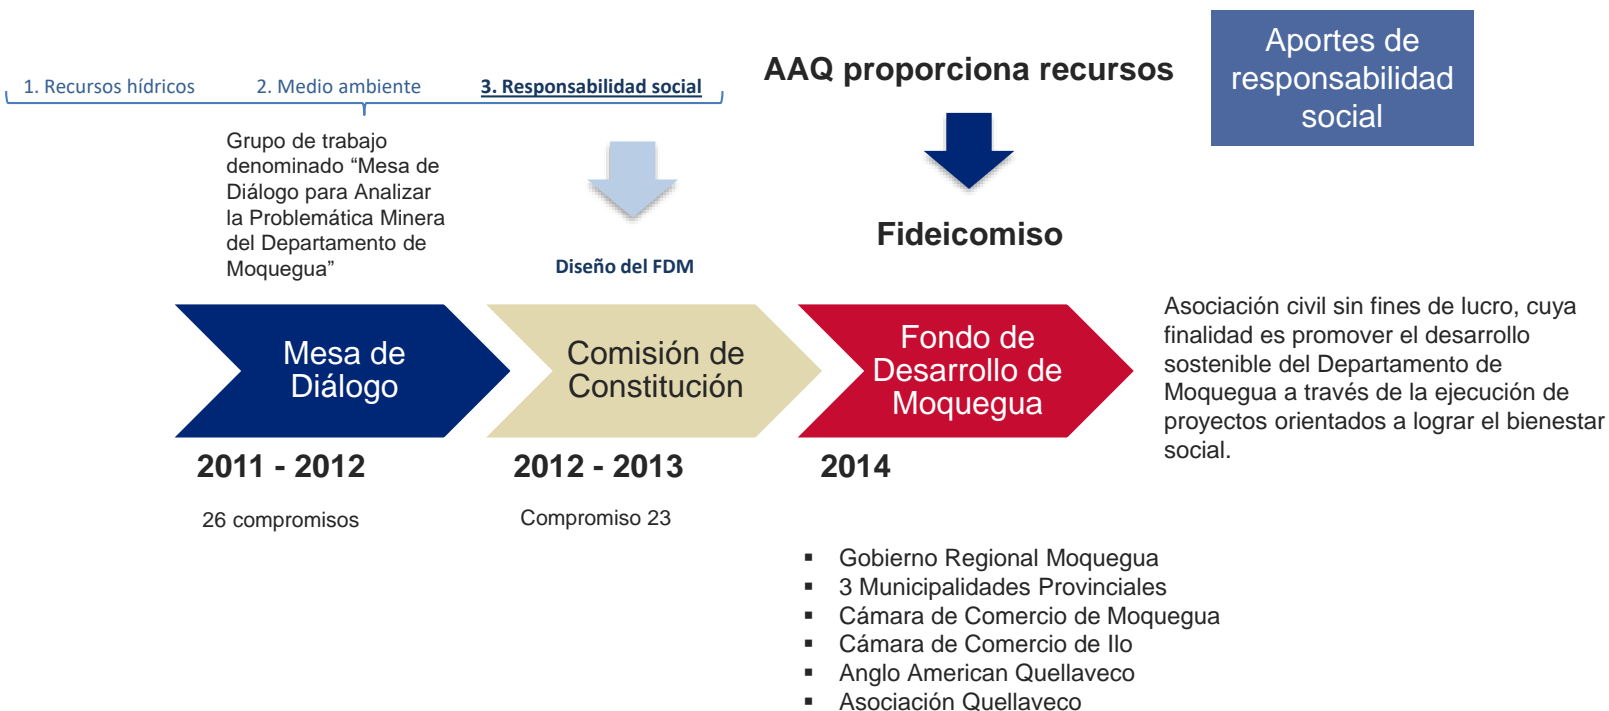 1. Recursos hídricos
2. Medio ambiente
3. Responsabilidad social
Grupo de trabajo
denominado “Mesa de
Diálogo para Analizar
la Problemática Minera
del Departamento de
Moquegua”
Diseño del FDM
AAQ proporciona recursos
Fideicomiso
Aportes de
responsabilidad
social
Mesa de
Diálogo
Comisión de
Constitución
Fondo de
Desarrollo de
Moquegua
Asociación civil sin fines de lucro, cuya
finalidad es promover el desarrollo
sostenible del Departamento de
Moquegua a través de la ejecución de
proyectos orientados a lograr el bienestar
social.
2011 - 2012
2012 - 2013
2014
26 compromisos
Compromiso 23
▪ Gobierno Regional Moquegua
▪ 3 Municipalidades Provinciales
▪ Cámara de Comercio de Moquegua
▪ Cámara de Comercio de Ilo
▪ Anglo American Quellaveco
▪ Asociación Quellaveco